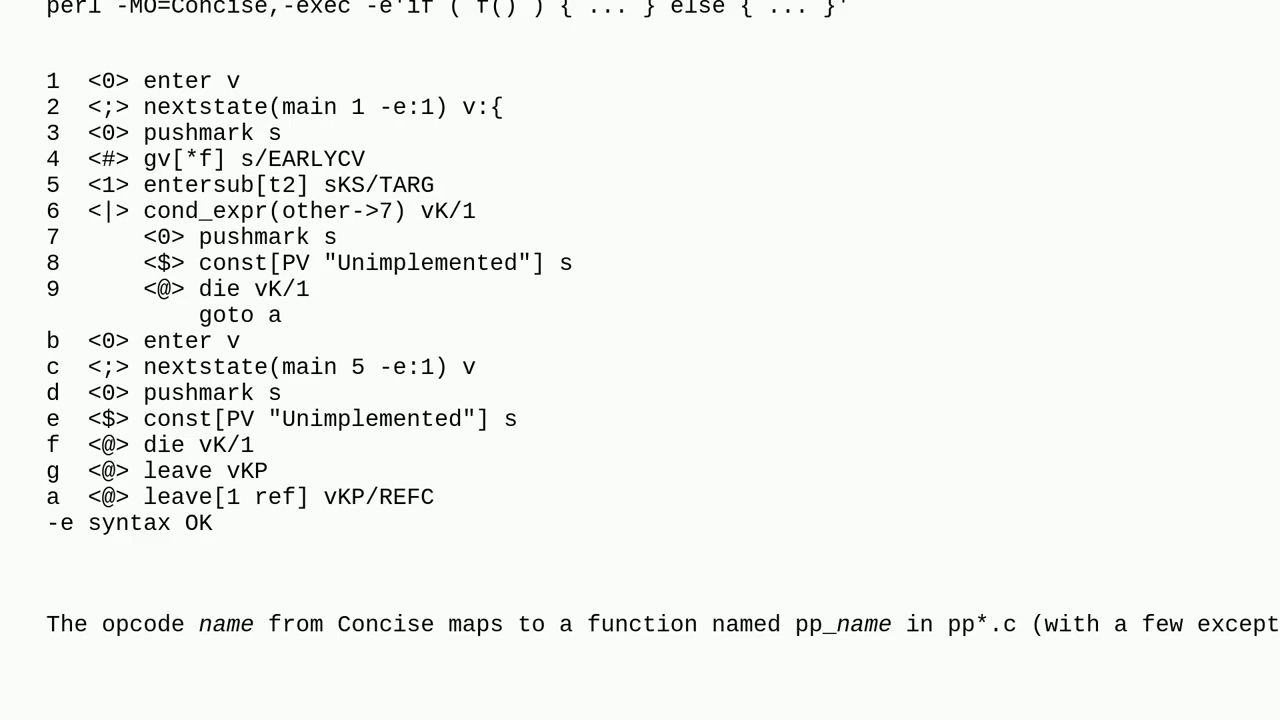 perl -MO=Concise,-exec -e'if ( f() ) { ... } else { ... }'
1  <0> enter v
2  <;> nextstate(main 1 -e:1) v:{
3  <0> pushmark s
4  <#> gv[*f] s/EARLYCV
5  <1> entersub[t2] sKS/TARG
6  <|> cond_expr(other->7) vK/1
7      <0> pushmark s
8      <$> const[PV "Unimplemented"] s
9      <@> die vK/1
           goto a
b  <0> enter v
c  <;> nextstate(main 5 -e:1) v
d  <0> pushmark s
e  <$> const[PV "Unimplemented"] s
f  <@> die vK/1
g  <@> leave vKP
a  <@> leave[1 ref] vKP/REFC
-e syntax OK
The opcode name from Concise maps to a function named pp_name in pp*.c (with a few except